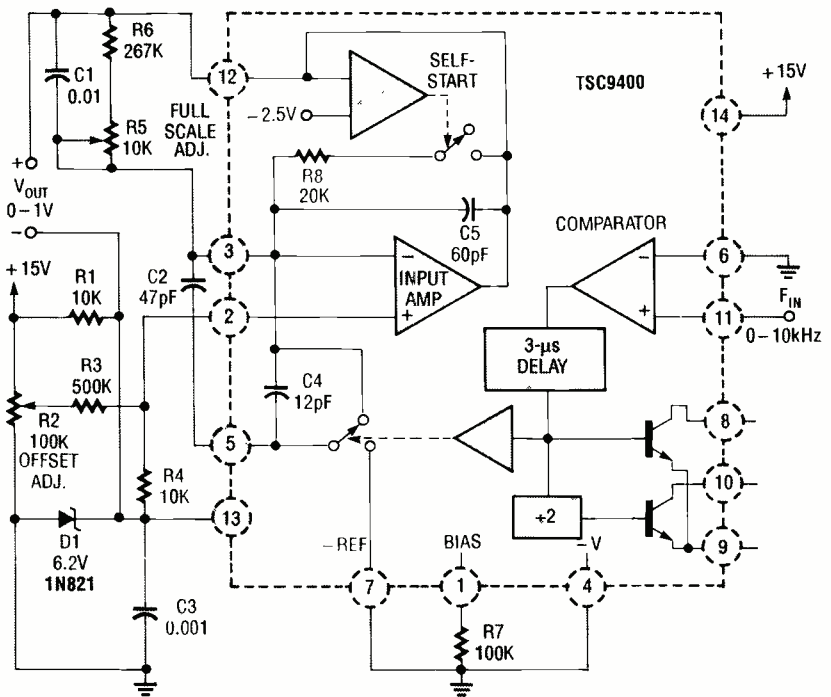 R6
267K
C1
0.01
R5
10K
FULL
SCALE
ADJ.
12
SELF-
START
TSC9400
+15V
14
-2.5V
+
VOUT
0-1V
-
R8
20K
C5
60pF
COMPARATOR
3
-
INPUT
AMP
+
-
+
6
+15V
R1
10K
C2
47pF
2
11
FIN
0-10kHz
3-μs
DELAY
R3
500K
C4
12pF
R2
100K
OFFSET
ADJ.
5
8
R4
10K
10
13
+2
9
D1
6.2V
1N821
-REF
BIAS
-V
7
1
4
C3
0.001
R7
100K